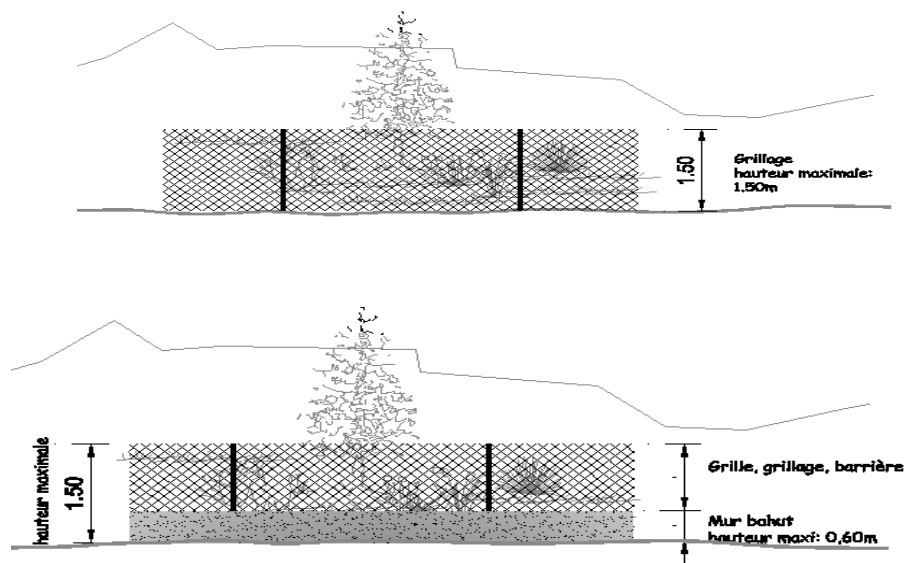 1.50
Grillage
hauteur maximale:
1.50m
hauteur maximale
1.50
Grille, grillage, barrière
Mur bahut
hauteur maxi: 0,60m